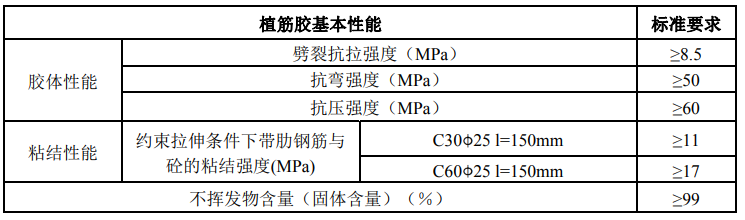 植筋胶基本性能 标准要求
胶体性能 劈裂抗拉强度（MPa） ≥8.5
抗弯强度（MPa） ≥50
抗压强度（MPa） ≥60
粘结性能 约束拉伸条件下带肋钢筋与 C30Φ25 l=150mm ≥11
砼的粘结强度(MPa) C60Φ25 l=150mm ≥17
不挥发物含量（固体含量）（%） ≥99